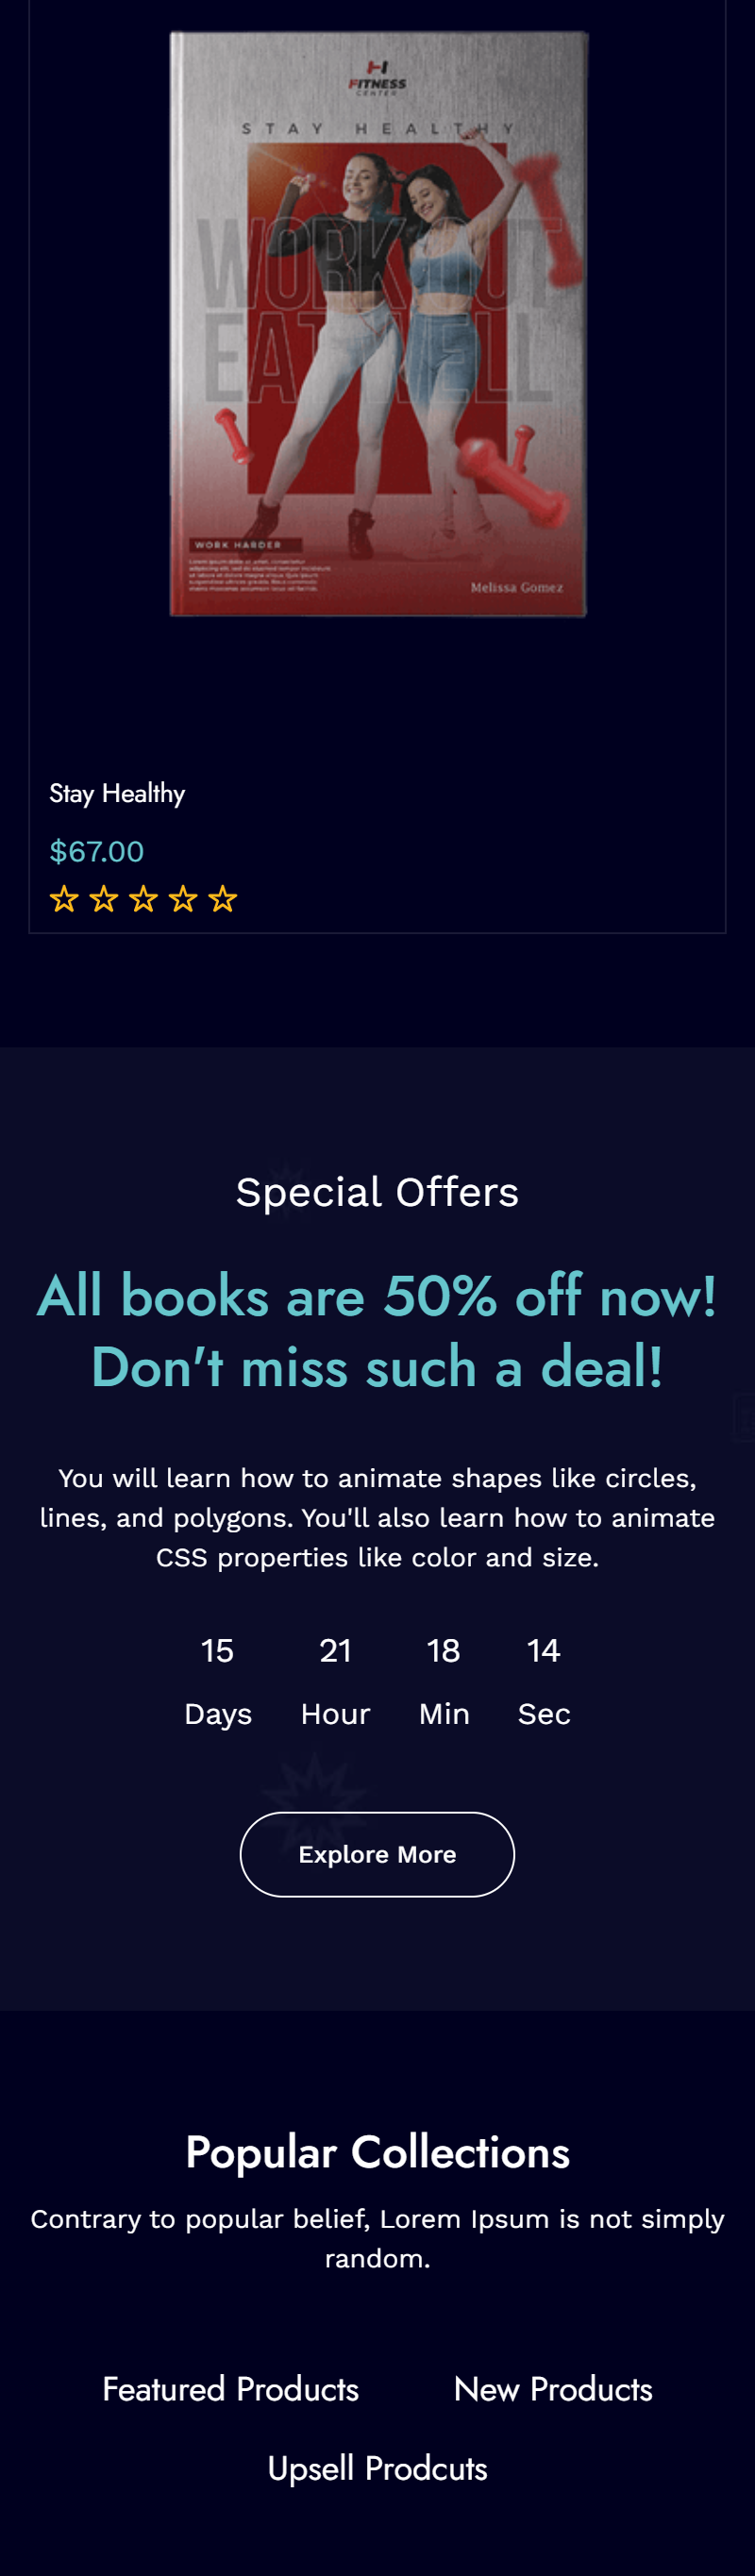 FITNESS
CENTER
STAY HEALTHY
WORK OUT
EAT WELL
WORK HARDER
Melissa Gomez
Stay Healthy
$67.00
Special Offers
All books are 50% off now!
Don't miss such a deal!
You will learn how to animate shapes like circles,
lines, and polygons. You'll also learn how to animate
CSS properties like color and size.
15 21 18 14
Days Hour Min Sec
Explore More
Popular Collections
Contrary to popular belief, Lorem Ipsum is not simply
random.
Featured Products New Products
Upsell Prodcuts